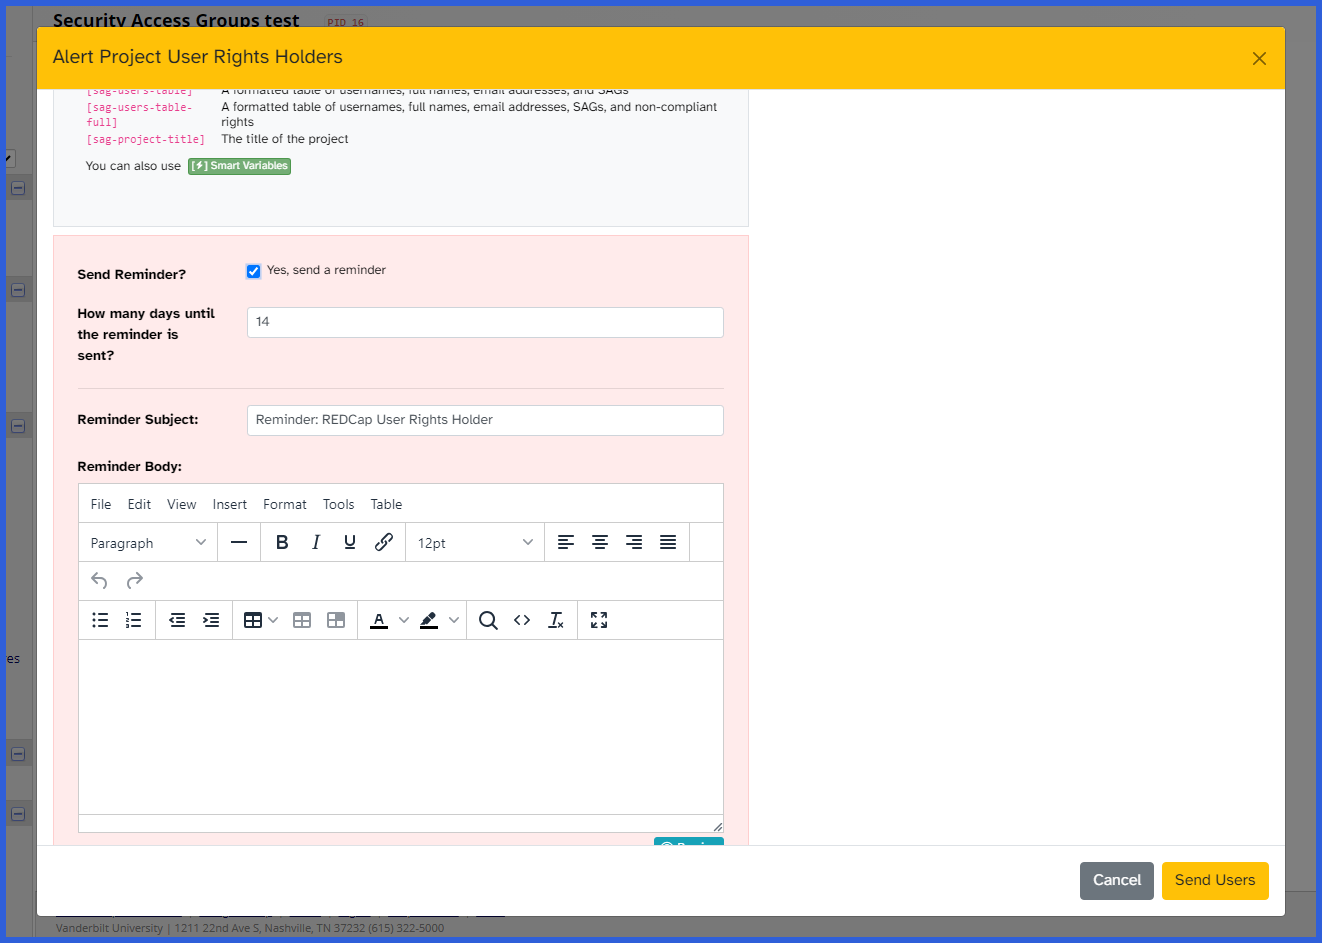 Security Access Groups test PID 16
Alert Project User Rights Holders
[sag-users-table] A formatted table of usernames, full names, email addresses, and SAGs
[sag-users-table-full] A formatted table of usernames, full names, email addresses, SAGs, and non-compliant rights
[sag-project-title] The title of the project
You can also use [⚡] Smart Variables
Send Reminder? Yes, send a reminder
How many days until the reminder is sent? 14
Reminder Subject: Reminder: REDCap User Rights Holder
Reminder Body:
File Edit View Insert Format Tools Table
Paragraph B I U 12pt
es
Cancel Send Users
Vanderbilt University | 1211 22nd Ave S, Nashville, TN 37232 (615) 322-5000